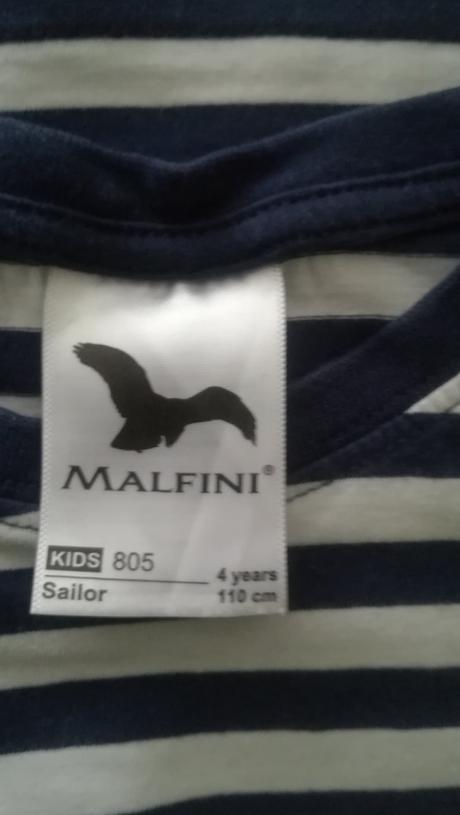 MALFINI®
KIDS 805
Sailor
4 years
110 cm